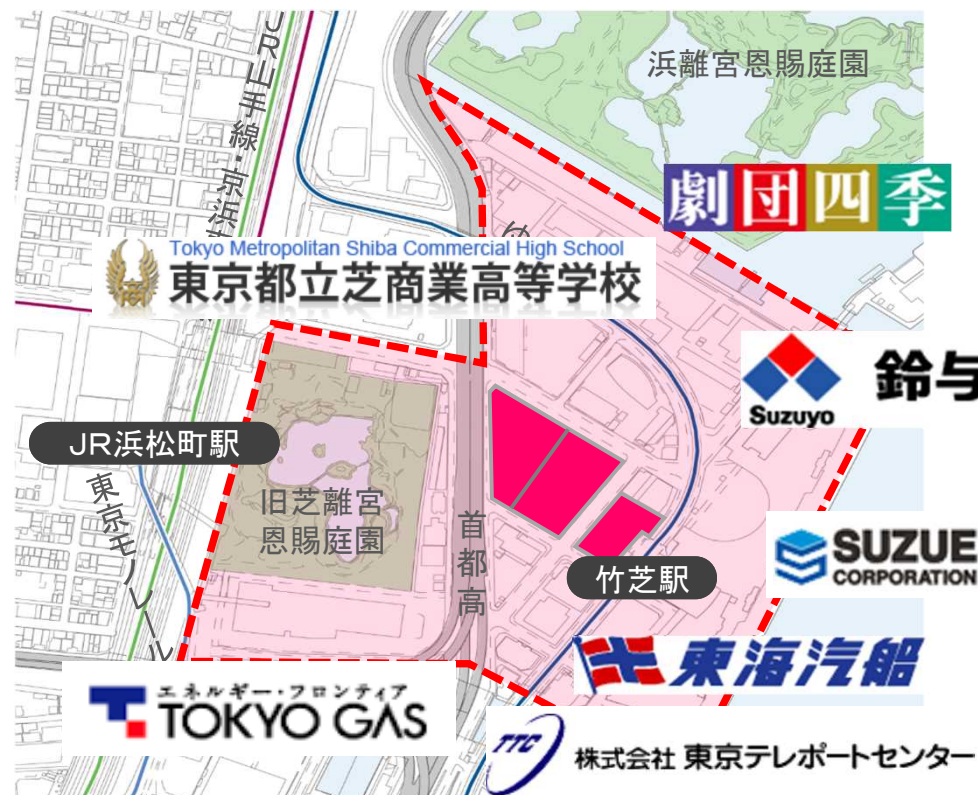 JR山手線・京浜
浜離宮恩賜庭園
劇団四季
ゆ
Tokyo Metropolitan Shiba Commercial High School
東京都立芝商業高等学校
鈴与
Suzuyo
JR浜松町駅
東京モノレール
旧芝離宮
恩賜庭園
首都高
竹芝駅
SUZUE
CORPORATION
東海汽船
エネルギー・フロンティア
TOKYO GAS
TTC
株式会社 東京テレポートセンター